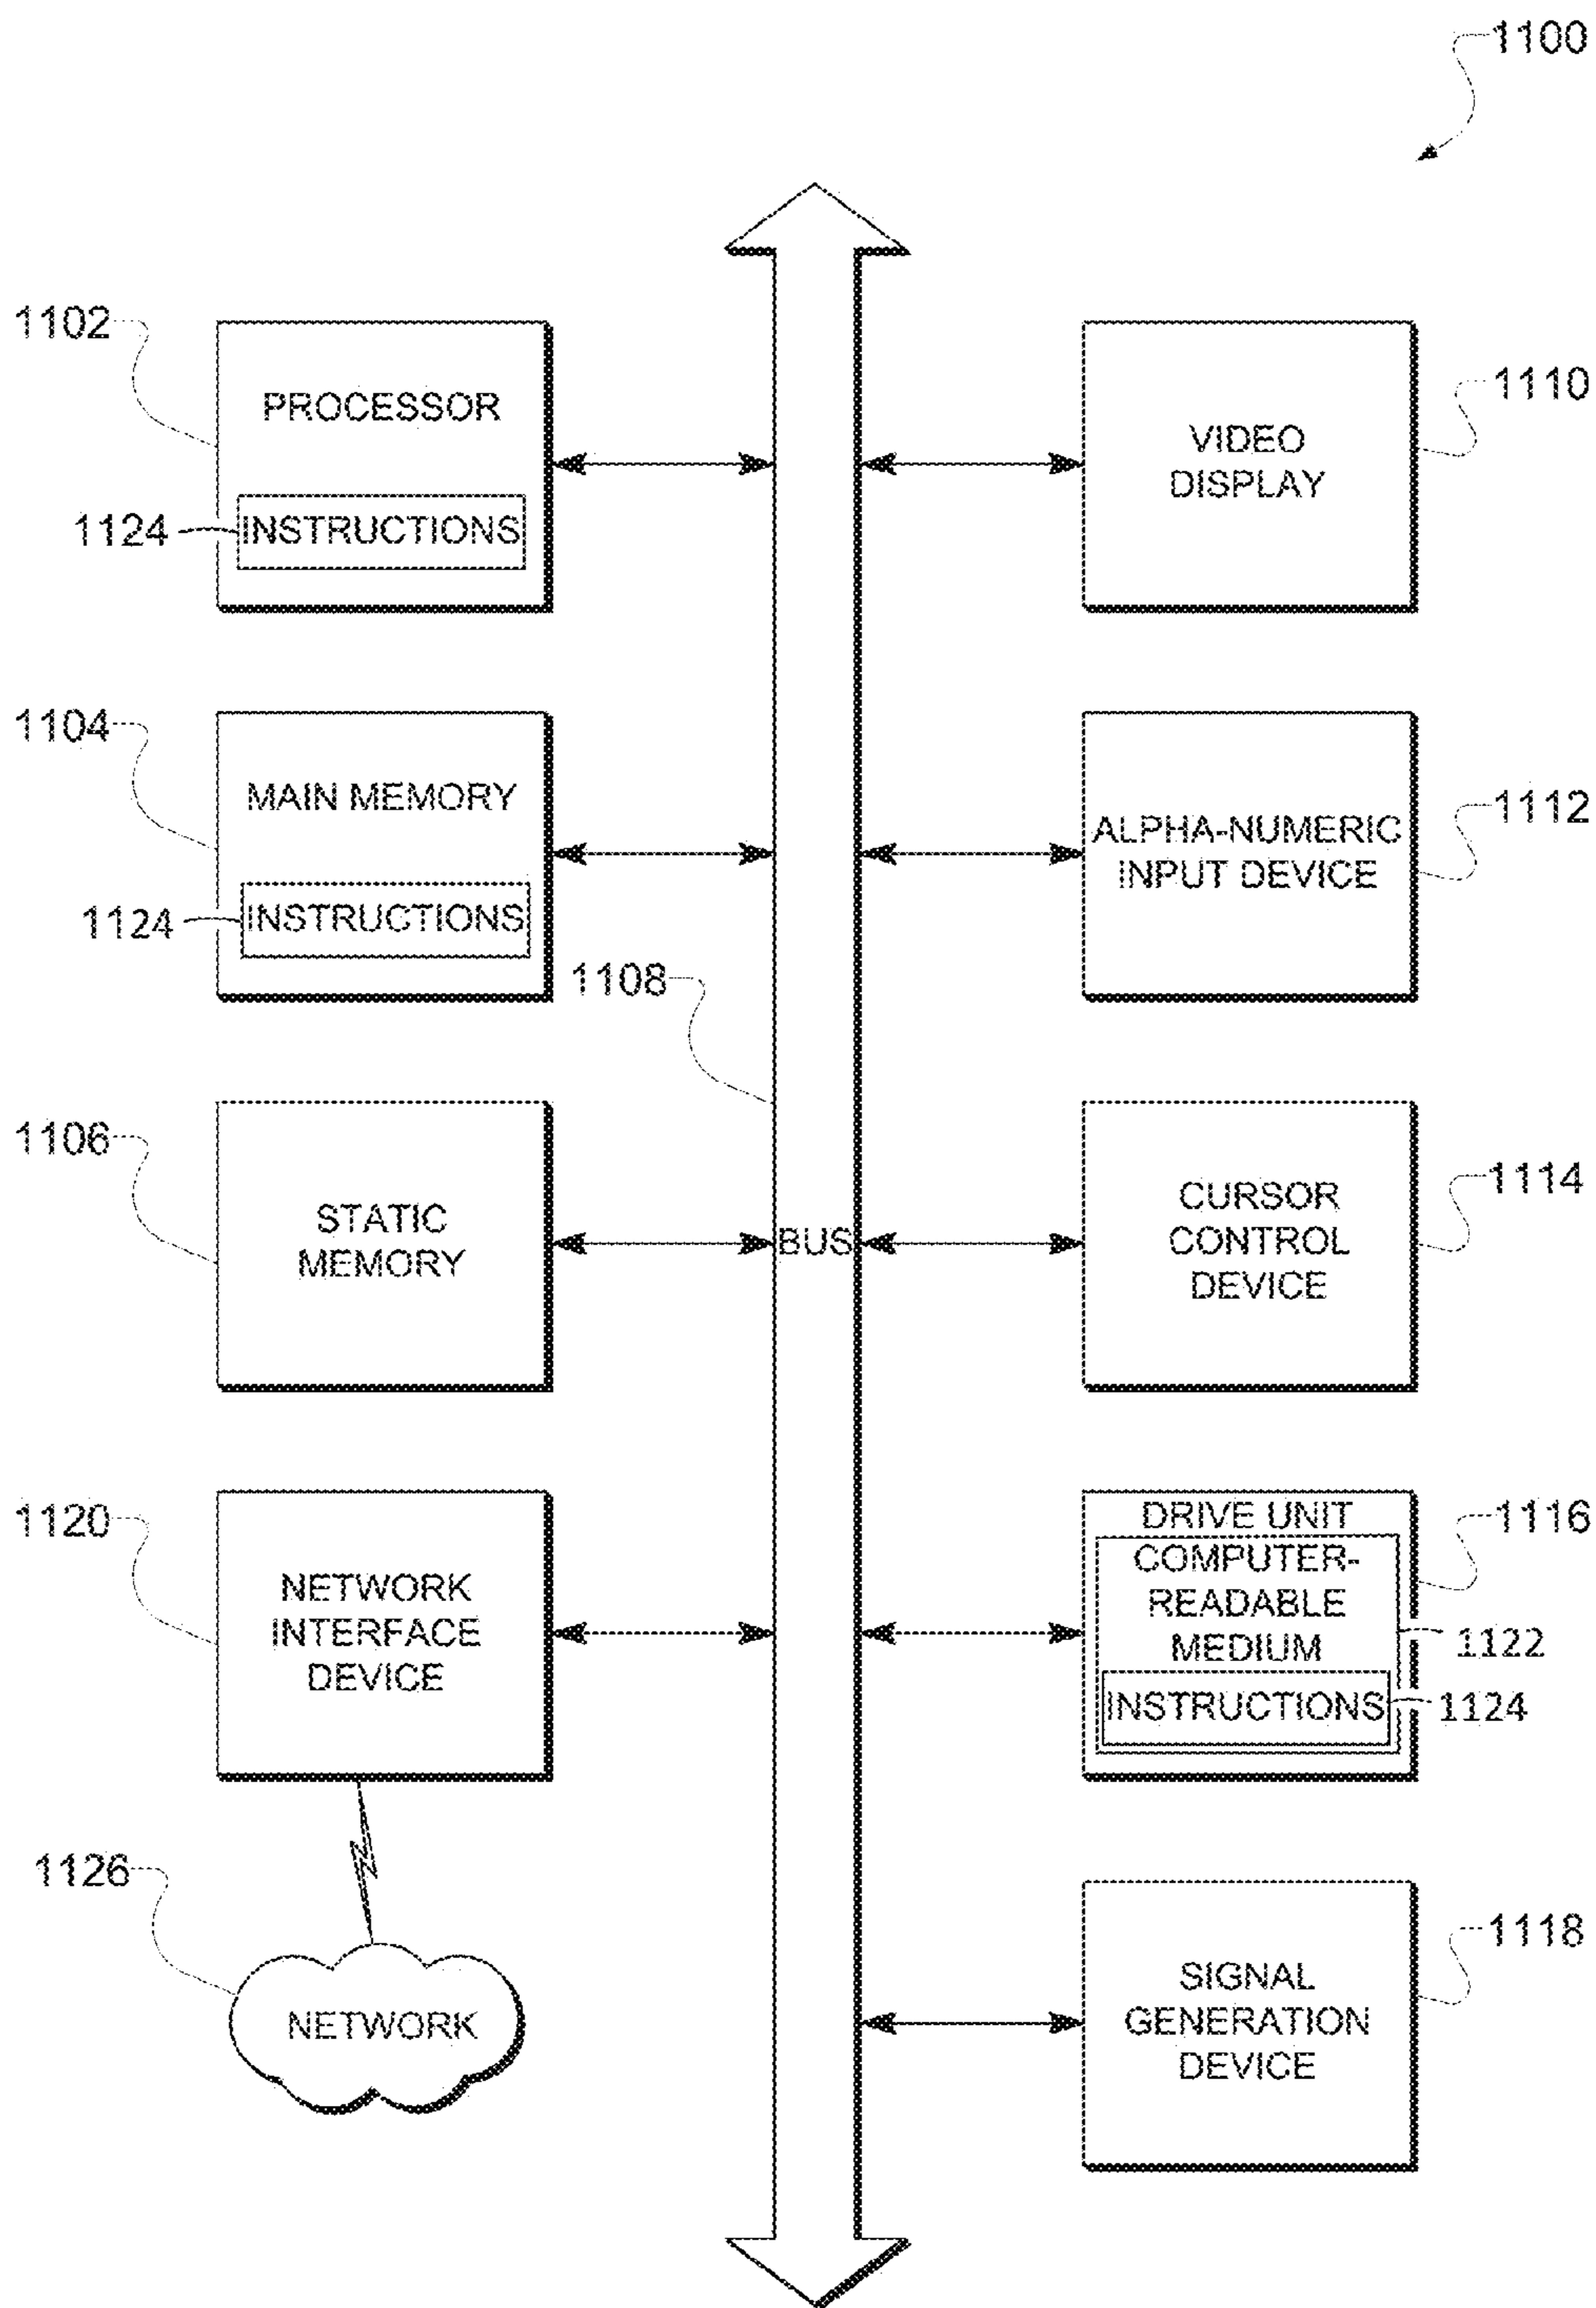 1100
1102
PROCESSOR
1124
INSTRUCTIONS
1110
VIDEO
DISPLAY
1104
MAIN MEMORY
1124
INSTRUCTIONS
1112
ALPHA-NUMERIC
INPUT DEVICE
1108
BUS
1106
STATIC
MEMORY
1114
CURSOR
CONTROL
DEVICE
1120
NETWORK
INTERFACE
DEVICE
1116
DRIVE UNIT
COMPUTER-
READABLE
MEDIUM
1122
INSTRUCTIONS
1124
1126
NETWORK
1118
SIGNAL
GENERATION
DEVICE